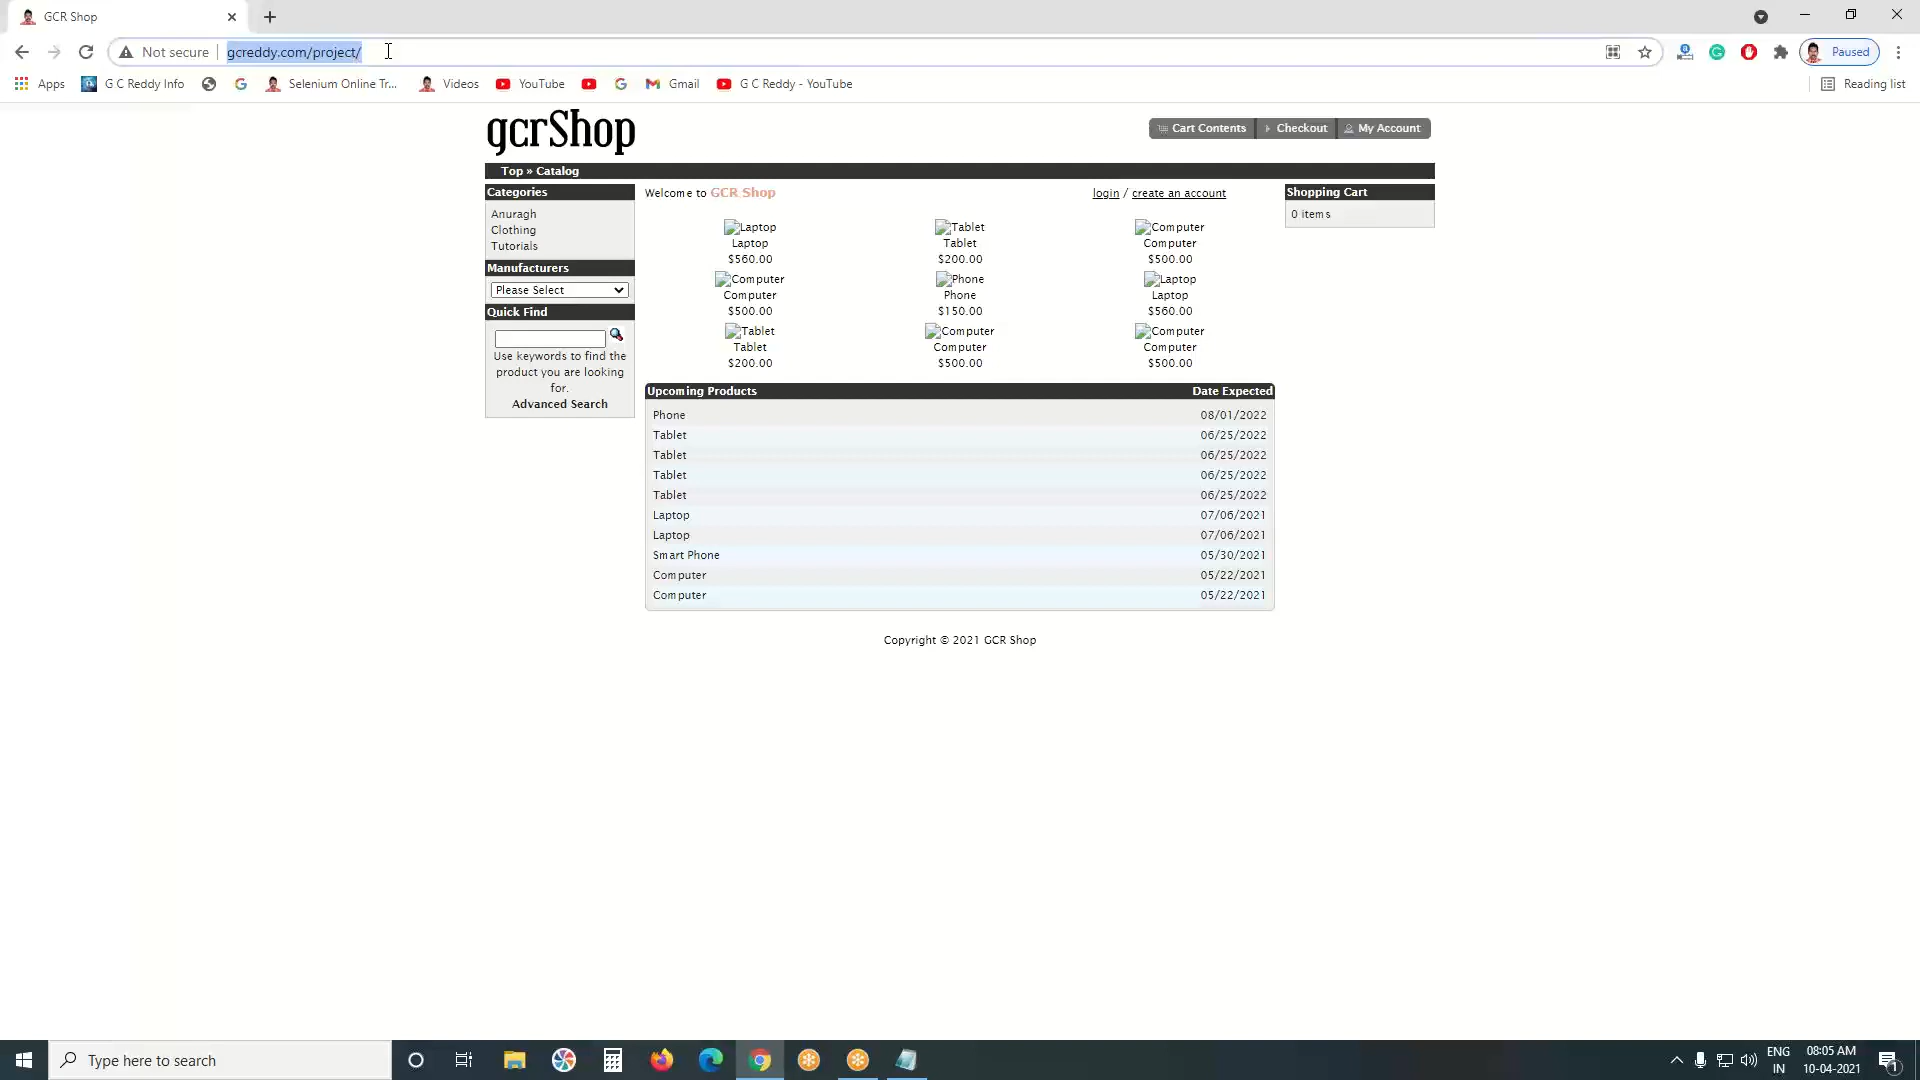 GCR Shop
Not secure
gcreddy.com/project/
Paused
Apps
G C Reddy Info
Selenium Online Tr...
Videos
YouTube
Gmail
G C Reddy - YouTube
Reading list
gcrShop
Cart Contents
Checkout
My Account
Top » Catalog
Categories
Anuragh
Clothing
Tutorials
Manufacturers
Please Select
Quick Find
Use keywords to find the
product you are looking
for.
Advanced Search
Welcome to GCR Shop
login / create an account
Laptop
Tablet
Computer
Laptop
Tablet
Computer
$560.00
$200.00
$500.00
Computer
Phone
Laptop
Computer
Phone
Laptop
$500.00
$150.00
$560.00
Tablet
Computer
Computer
Tablet
Computer
Computer
$200.00
$500.00
$500.00
Upcoming Products Date Expected
Phone 08/01/2022
Tablet 06/25/2022
Tablet 06/25/2022
Tablet 06/25/2022
Tablet 06/25/2022
Laptop 07/06/2021
Laptop 07/06/2021
Smart Phone 05/30/2021
Computer 05/22/2021
Computer 05/22/2021
Shopping Cart
0 items
Copyright © 2021 GCR Shop
Type here to search
ENG
IN
08:05 AM
10-04-2021
1